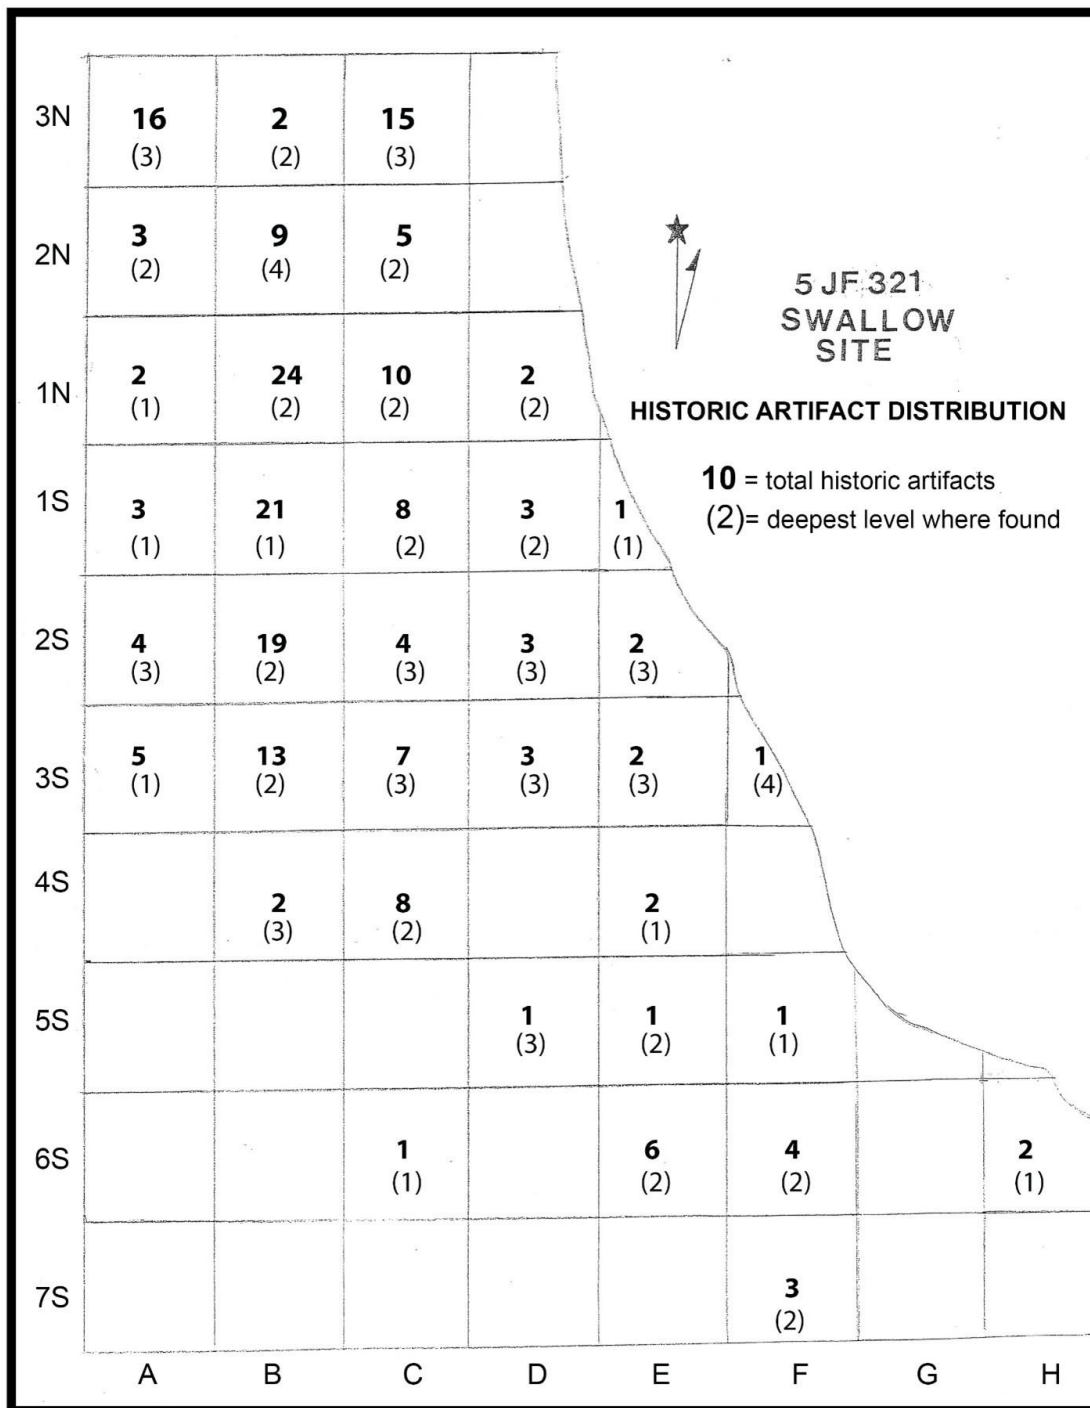 3N 16 2 15
(3) (2) (3)
2N 3 9 5
(2) (4) (2)
5 JF 321
SWALLOW
SITE
1N 2 24 10 2
(1) (2) (2) (2)
HISTORIC ARTIFACT DISTRIBUTION
10 = total historic artifacts
(2)= deepest level where found
1S 3 21 8 3 1
(1) (1) (2) (2) (1)
2S 4 19 4 3 2
(3) (2) (3) (3) (3)
3S 5 13 7 3 2 1
(1) (2) (3) (3) (3) (4)
4S 2 8 2
(3) (2) (1)
5S 1 1 1
(3) (2) (1)
6S 1 6 4 2
(1) (2) (2) (1)
7S 3
(2)
A B C D E F G H